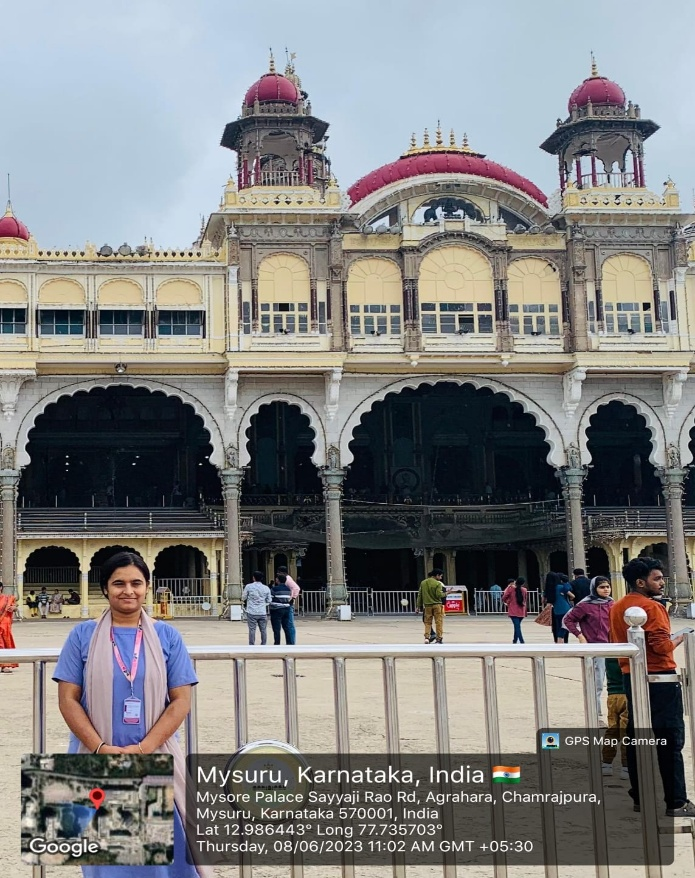 GPS Map Camera
Mysuru, Karnataka, India 🇮🇳
Mysore Palace Sayyaji Rao Rd, Agrahara, Chamrajpura,
Mysuru, Karnataka 570001, India
Lat 12.986443° Long 77.735703°
Thursday, 08/06/2023 11:02 AM GMT +05:30
Google